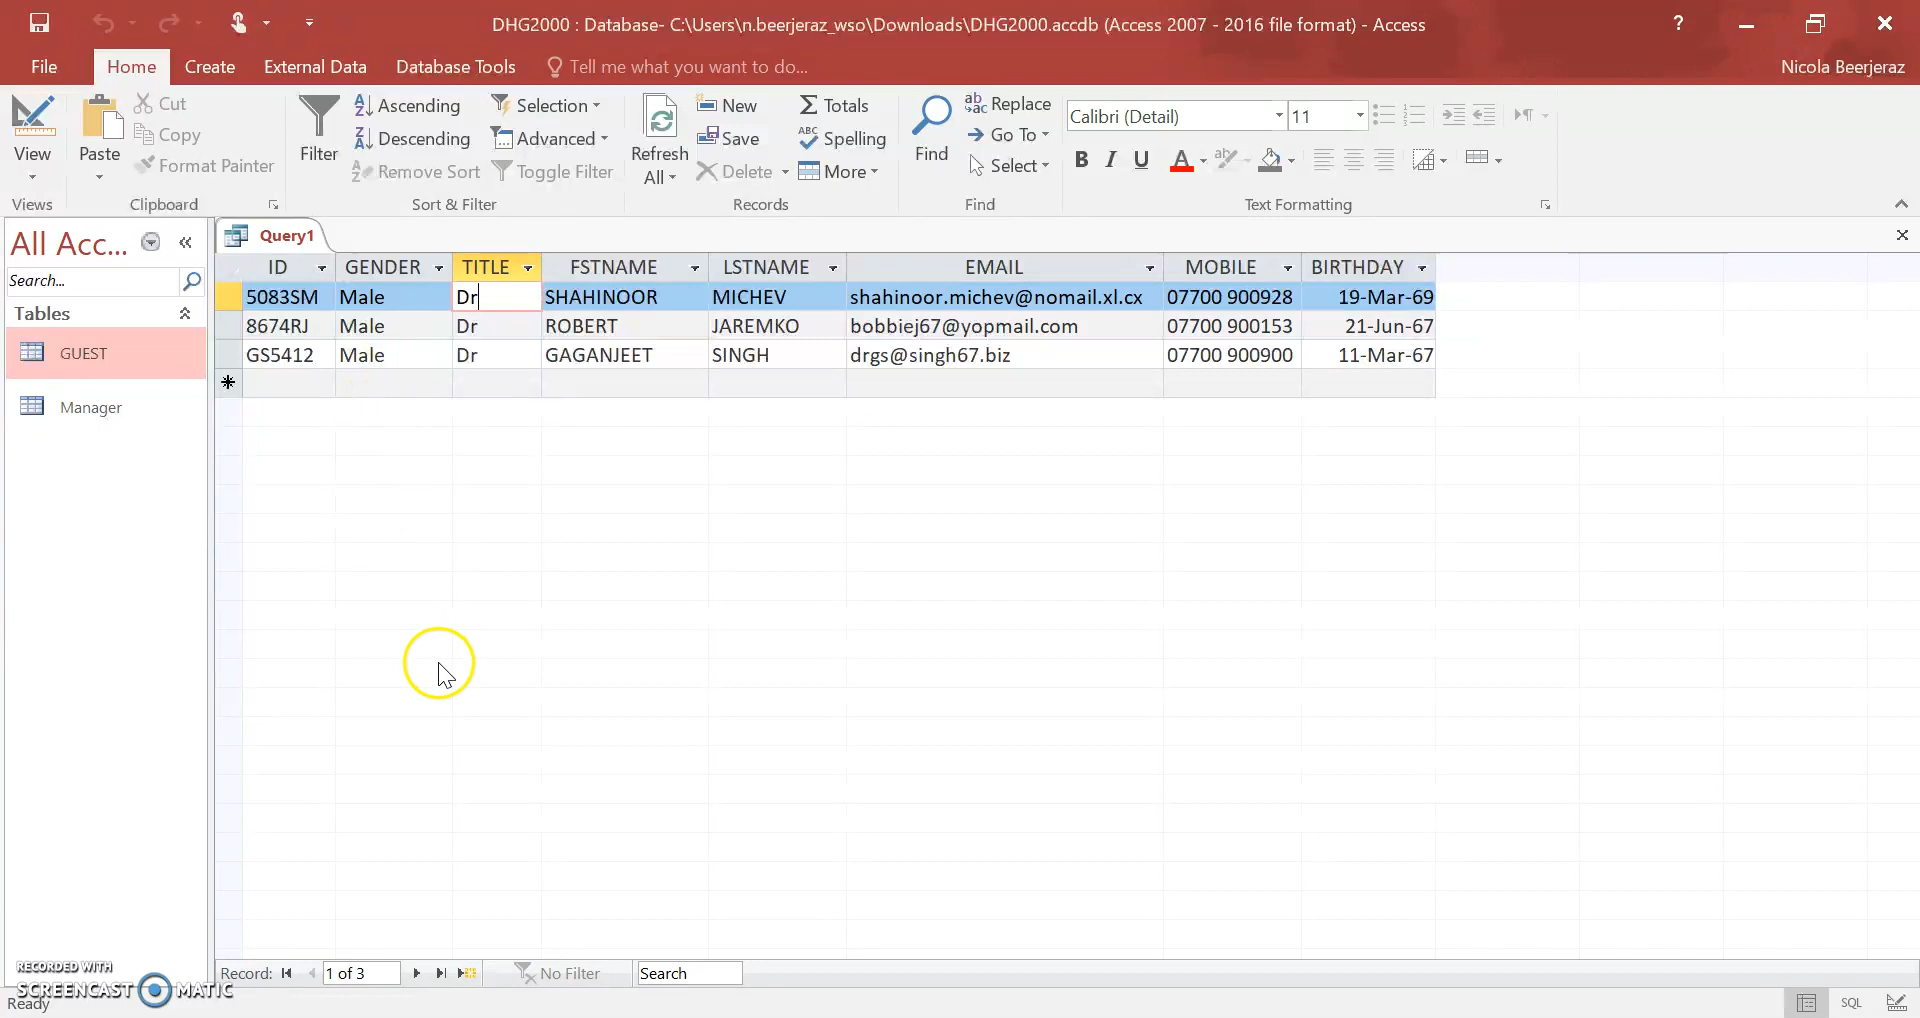 DHG2000 : Database- C:\Users\n.beerjeraz_wso\Downloads\DHG2000.accdb (Access 2007 - 2016 file format) - Access
?
File
Home
Create
External Data
Database Tools
Tell me what you want to do...
Nicola Beerjeraz
View
Paste
Cut
Copy
Format Painter
Filter
Ascending
Descending
Remove Sort
Selection
Advanced
Toggle Filter
Refresh
All
New
Save
Delete
Totals
Spelling
More
Find
Replace
Go To
Select
Calibri (Detail)
11
B I U A
Views
Clipboard
Sort & Filter
Records
Find
Text Formatting
All Acc...
Search...
Tables
GUEST
Manager
Query1
ID GENDER TITLE FSTNAME LSTNAME EMAIL MOBILE BIRTHDAY
5083SM Male Dr SHAHINOOR MICHEV shahinoor.michev@nomail.xl.cx 07700 900928 19-Mar-69
8674RJ Male Dr ROBERT JAREMKO bobbiej67@yopmail.com 07700 900153 21-Jun-67
GS5412 Male Dr GAGANJEET SINGH drgs@singh67.biz 07700 900900 11-Mar-67
Record: 1 of 3 No Filter Search
RECORDED WITH
SCREENCAST MATIC
Ready
SQL